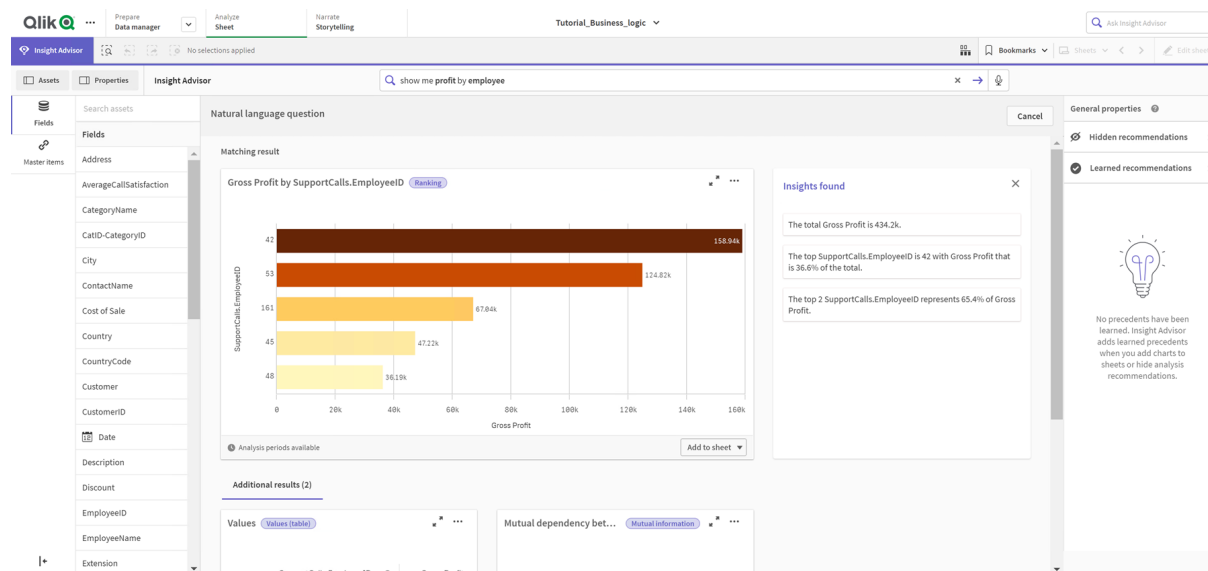 Qlik
Prepare
Data manager
Analyze
Sheet
Narrate
Storytelling
Tutorial_Business_logic
Ask Insight Advisor
Insight Advisor
No selections applied
Bookmarks
Sheets
Edit sheet
Assets
Properties
Insight Advisor
show me profit by employee
Fields
Master items
Search assets
Fields
Address
AverageCallSatisfaction
CategoryName
CatID-CategoryID
City
ContactName
Cost of Sale
Country
CountryCode
Customer
CustomerID
Date
Description
Discount
EmployeeID
EmployeeName
Extension
Natural language question
Cancel
Matching result
Gross Profit by SupportCalls.EmployeeID
Ranking
SupportCalls.EmployeeID
42
158.94k
53
124.82k
161
67.04k
45
47.22k
48
36.19k
0
20k
40k
60k
80k
100k
120k
140k
160k
Gross Profit
Analysis periods available
Add to sheet
Insights found
The total Gross Profit is 434.2k.
The top SupportCalls.EmployeeID is 42 with Gross Profit that
is 36.6% of the total.
The top 2 SupportCalls.EmployeeID represents 65.4% of Gross
Profit.
Additional results (2)
Values
Values (table)
Mutual dependency bet...
Mutual information
General properties
Hidden recommendations
Learned recommendations
No precedents have been
learned. Insight Advisor
adds learned precedents
when you add charts to
sheets or hide analysis
recommendations.